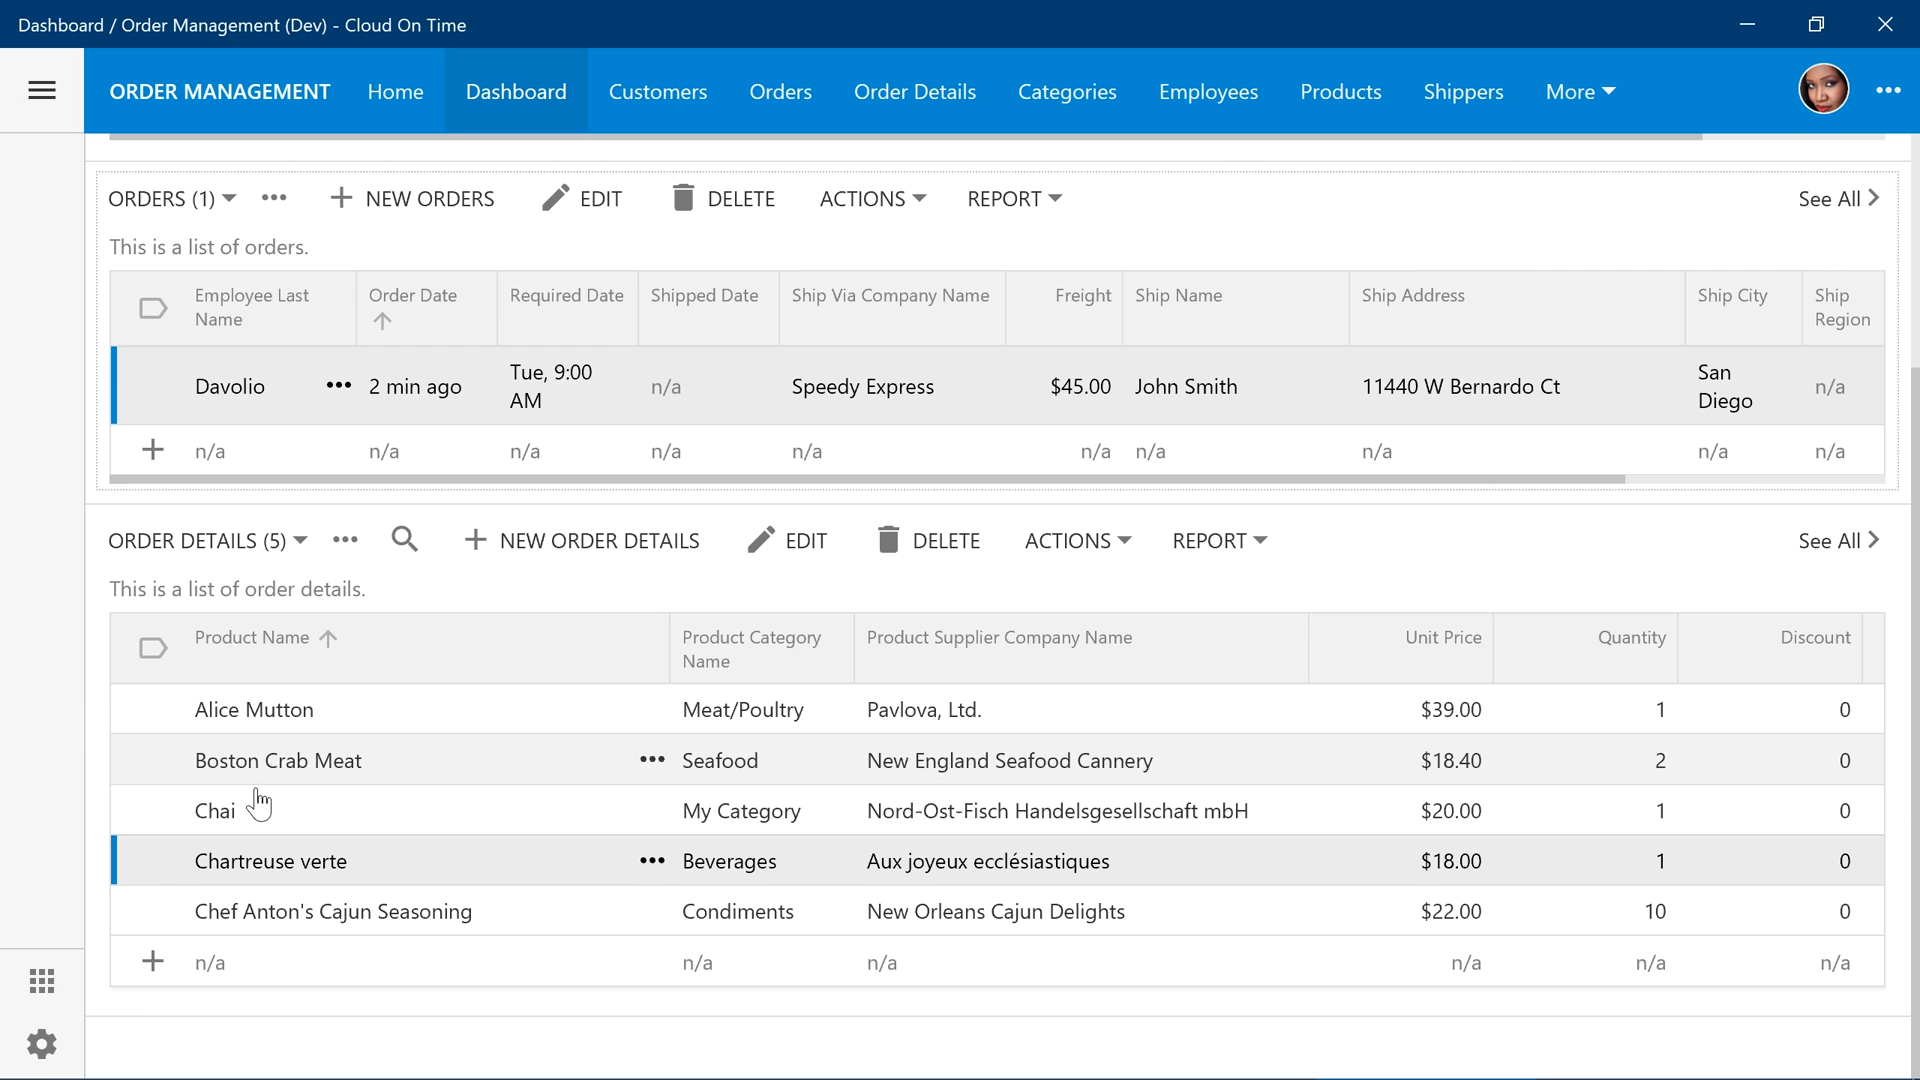 Dashboard / Order Management (Dev) - Cloud On Time
ORDER MANAGEMENT Home Dashboard Customers Orders Order Details Categories Employees Products Shippers More
ORDERS (1) NEW ORDERS EDIT DELETE ACTIONS REPORT See All
This is a list of orders.
Employee Last Name Order Date Required Date Shipped Date Ship Via Company Name Freight Ship Name Ship Address Ship City Ship Region
Davolio 2 min ago Tue, 9:00 AM n/a Speedy Express $45.00 John Smith 11440 W Bernardo Ct San Diego n/a
n/a n/a n/a n/a n/a n/a n/a n/a n/a n/a
ORDER DETAILS (5) NEW ORDER DETAILS EDIT DELETE ACTIONS REPORT See All
This is a list of order details.
Product Name Product Category Name Product Supplier Company Name Unit Price Quantity Discount
Alice Mutton Meat/Poultry Pavlova, Ltd. $39.00 1 0
Boston Crab Meat Seafood New England Seafood Cannery $18.40 2 0
Chai My Category Nord-Ost-Fisch Handelsgesellschaft mbH $20.00 1 0
Chartreuse verte Beverages Aux joyeux ecclésiastiques $18.00 1 0
Chef Anton's Cajun Seasoning Condiments New Orleans Cajun Delights $22.00 10 0
n/a n/a n/a n/a n/a n/a